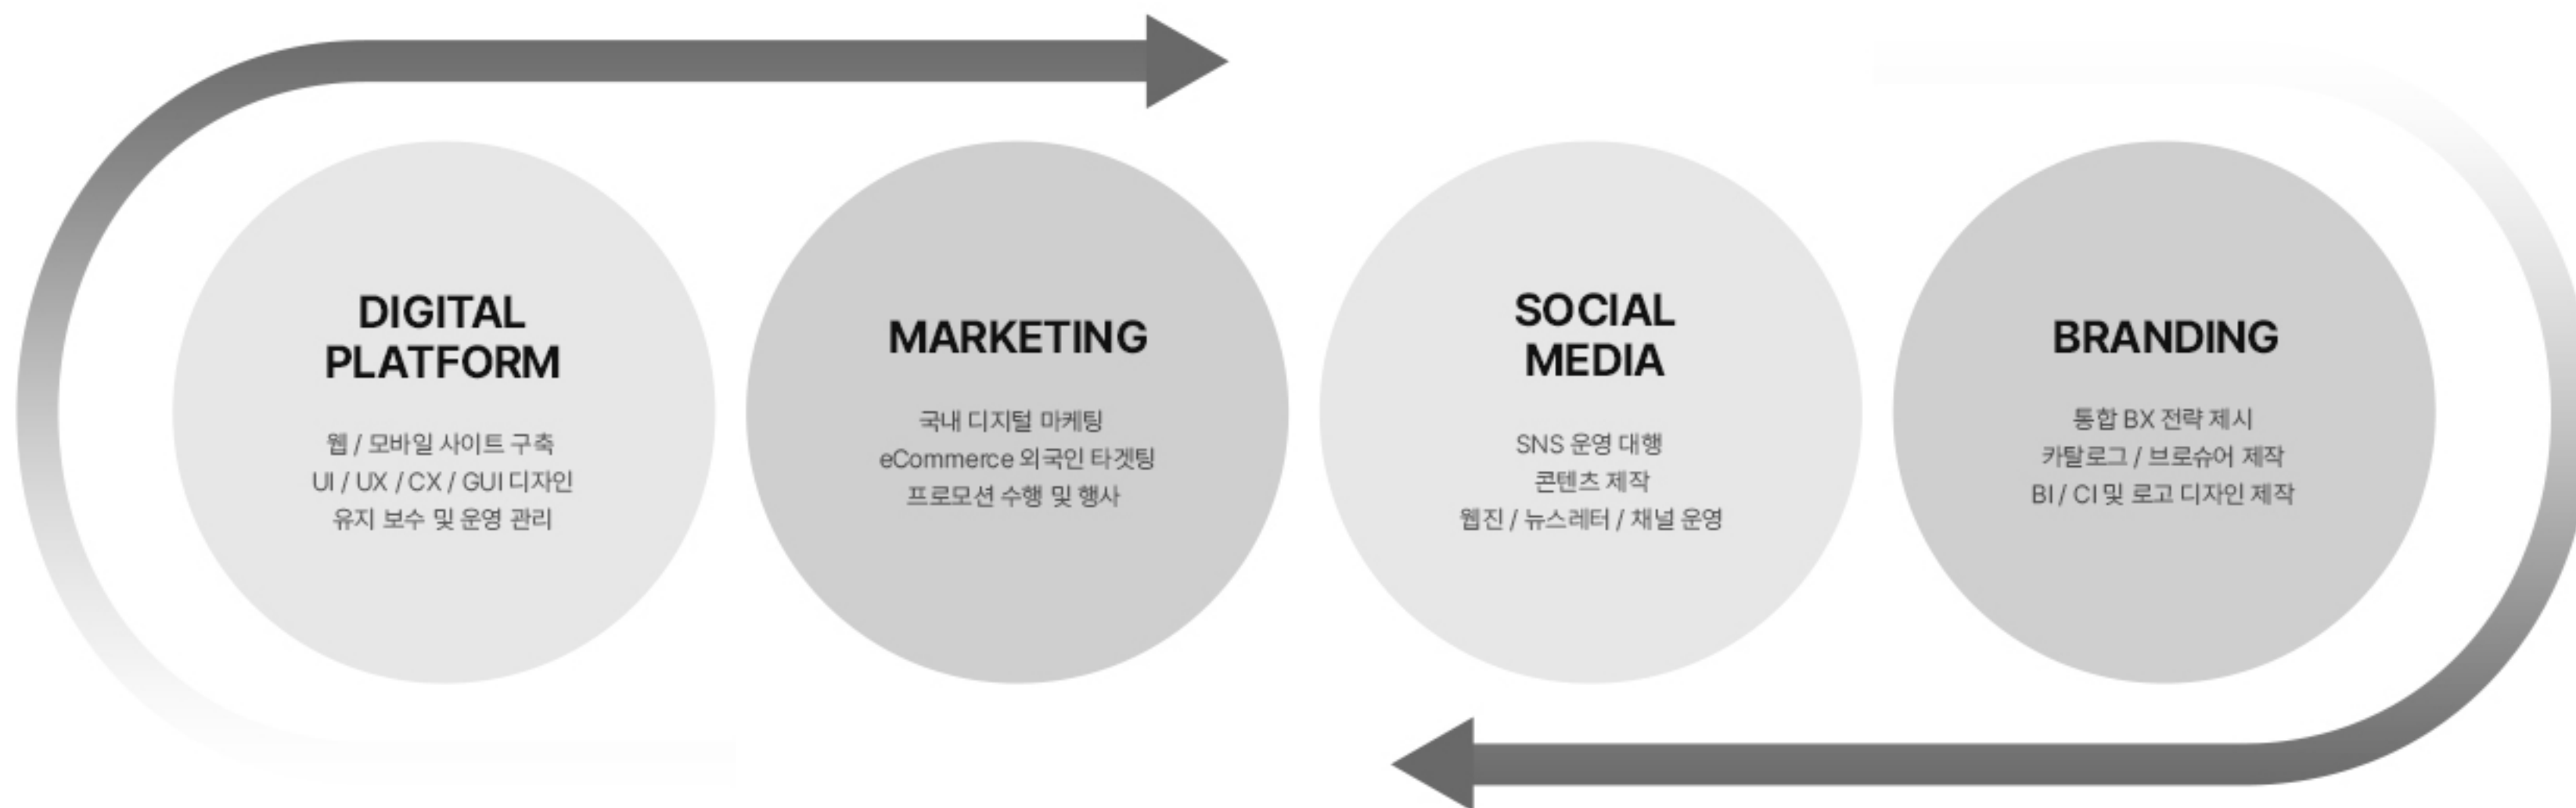 DIGITAL
PLATFORM
웹 / 모바일 사이트 구축
UI / UX / CX / GUI 디자인
유지 보수 및 운영 관리
MARKETING
국내 디지털 마케팅
eCommerce 외국인 타겟팅
프로모션 수행 및 행사
SOCIAL
MEDIA
SNS 운영 대행
콘텐츠 제작
웹진 / 뉴스레터 / 채널 운영
BRANDING
통합 BX 전략 제시
카탈로그 / 브로슈어 제작
BI / CI 및 로고 디자인 제작